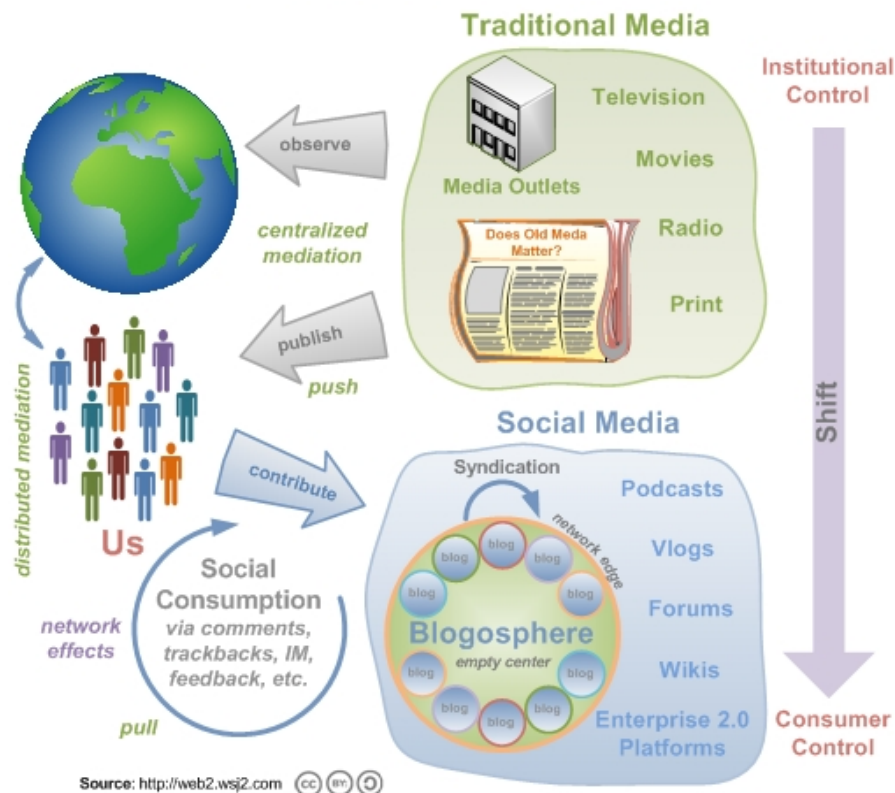 Traditional Media
Institutional
Control
Television
Movies
Media Outlets
Radio
Print
Does Old Meda
Matter?
observe
centralized
mediation
publish
push
distributed mediation
Us
contribute
Shift
Social Media
Syndication
network edge
Podcasts
Vlogs
Forums
Wikis
Enterprise 2.0
Platforms
blog
blog
blog
blog
blog
blog
Blogosphere
empty center
blog
blog
blog
blog
blog
Social
Consumption
via comments,
trackbacks, IM,
feedback, etc.
network
effects
pull
Consumer
Control
Source: http://web2.wsj2.com
CC BY: